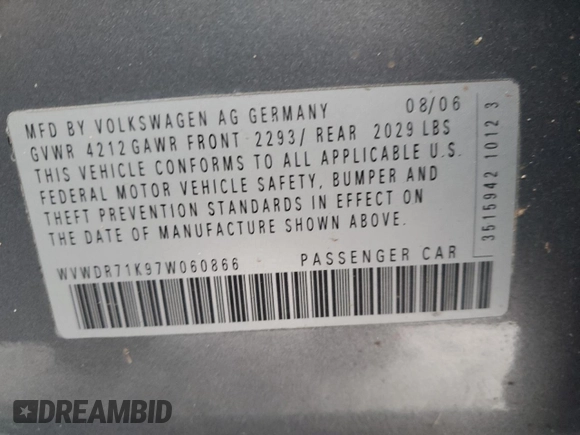 MFD BY VOLKSWAGEN AG GERMANY 08/06
GVWR 4212 GAWR FRONT 2293/ REAR 2029 LBS
THIS VEHICLE CONFORMS TO ALL APPLICABLE U.S.
FEDERAL MOTOR VEHICLE SAFETY, BUMPER AND
THEFT PREVENTION STANDARDS IN EFFECT ON
THE DATE OF MANUFACTURE SHOWN ABOVE.
WVWDR71K97W060866 PASSENGER CAR
3515942 1012 3
DREAMBID